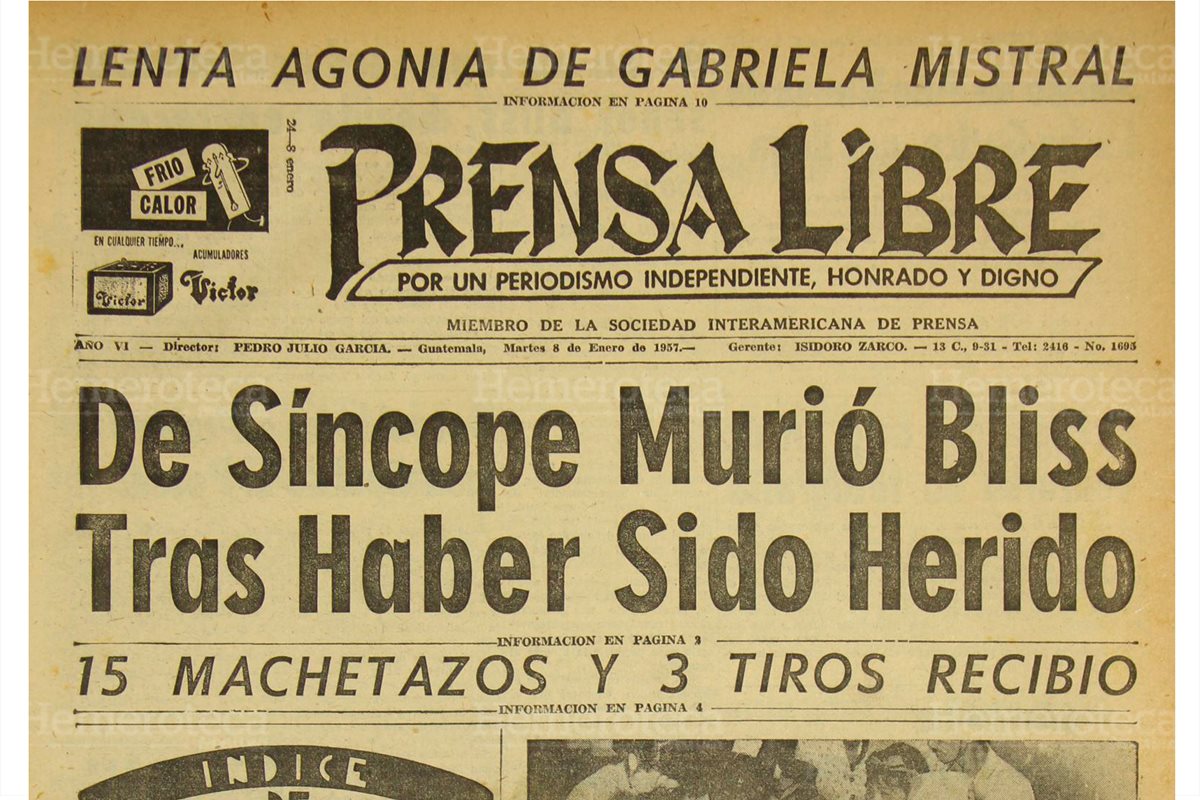 LENTA AGONIA DE GABRIELA MISTRAL
INFORMACION EN PAGINA 10
24—8 enero
FRIO
CALOR
EN CUALQUIER TIEMPO...
ACUMULADORES
Victor
Victor
PRENSA LIBRE
POR UN PERIODISMO INDEPENDIENTE, HONRADO Y DIGNO
MIEMBRO DE LA SOCIEDAD INTERAMERICANA DE PRENSA
AÑO VI — Director: PEDRO JULIO GARCIA. — Guatemala, Martes 8 de Enero de 1957.— Gerente: ISIDORO ZARCO. — 13 C., 9-31 - Tel: 2416 - No. 1695
De Síncope Murió Bliss
Tras Haber Sido Herido
INFORMACION EN PAGINA 2
15 MACHETAZOS Y 3 TIROS RECIBIO
INFORMACION EN PAGINA 4
INDICE
DE
Hemeroteca